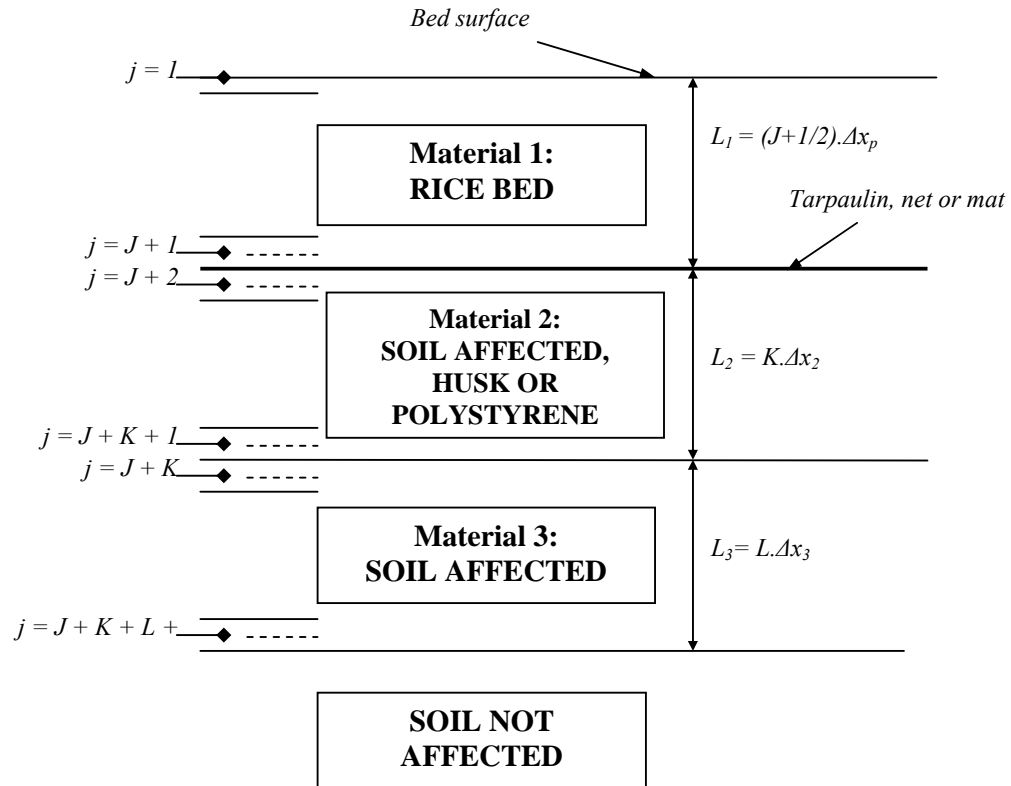 Bed surface
j = 1
L₁ = (J+1/2).Δxₚ
Material 1:
RICE BED
Tarpaulin, net or mat
j = J + 1
j = J + 2
Material 2:
SOIL AFFECTED,
HUSK OR
POLYSTYRENE
L₂ = K.Δx₂
j = J + K + 1
j = J + K
Material 3:
SOIL AFFECTED
L₃= L.Δx₃
j = J + K + L +
SOIL NOT
AFFECTED